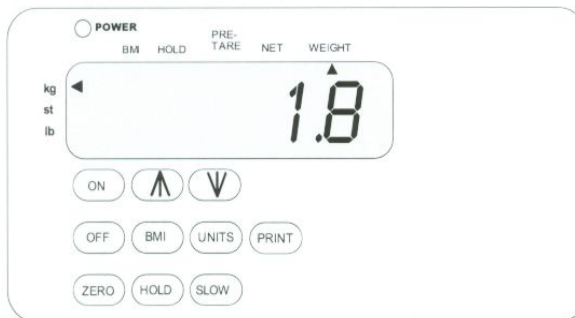 POWER
BMI HOLD PRE-TARE NET WEIGHT
kg
st
lb
1.8
ON
OFF BMI UNITS PRINT
ZERO HOLD SLOW